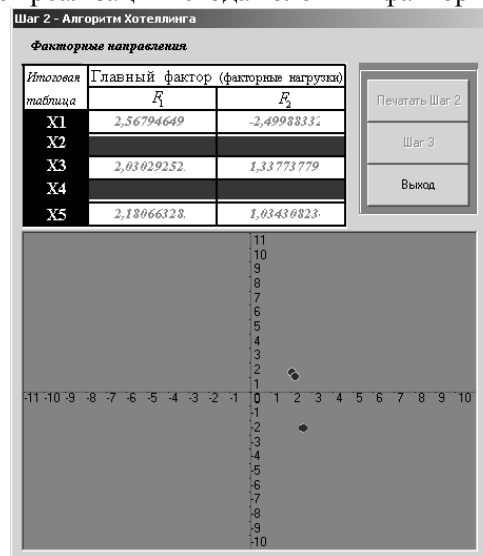 Шаг 2 - Алгоритм Хотеллинга
Факторные направления
Итоговая таблица
Главный фактор (факторные нагрузки)
F₁ F₂
X1 2,56794649 -2,49988332
X2
X3 2,03029252. 1,33773779
X4
X5 2,18066328. 1,03430823
Печатать Шаг 2
Шаг 3
Выход
11
10
9
8
7
6
5
4
3
2
1
-11 -10 -9 -8 -7 -6 -5 -4 -3 -2 -1 0 1 2 3 4 5 6 7 8 9 10
-1
-2
-3
-4
-5
-6
-7
-8
-9
-10